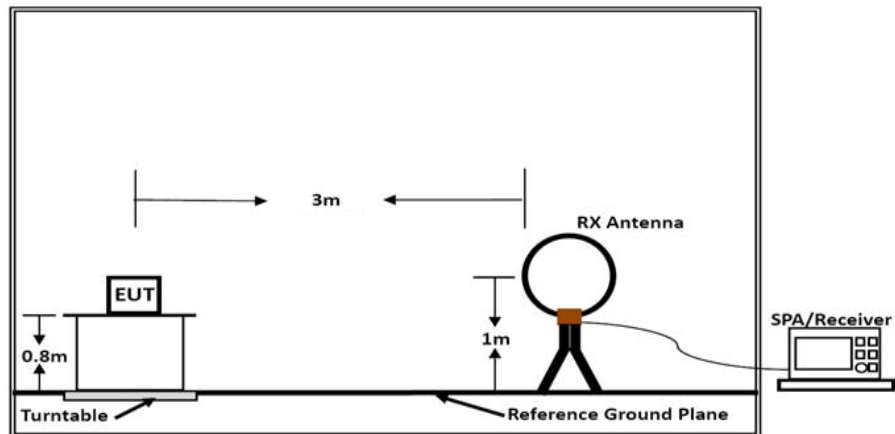 3m
RX Antenna
EUT
0.8m
1m
SPA/Receiver
Turntable
Reference Ground Plane